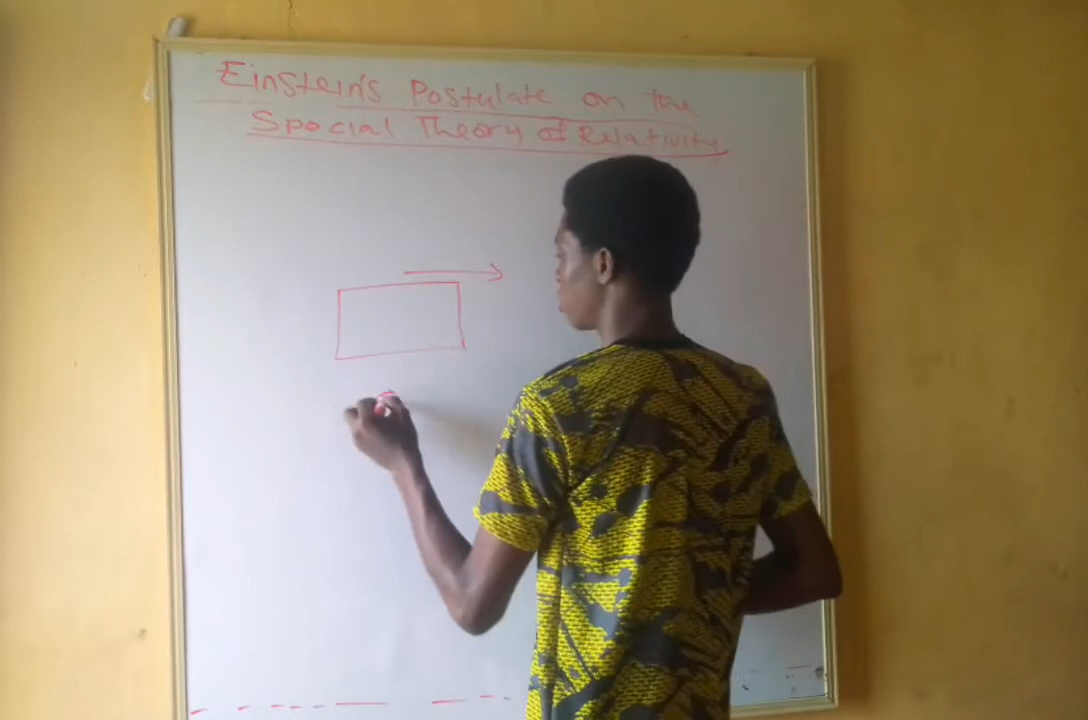 Einstein's Postulate on the
Special Theory of Relativity